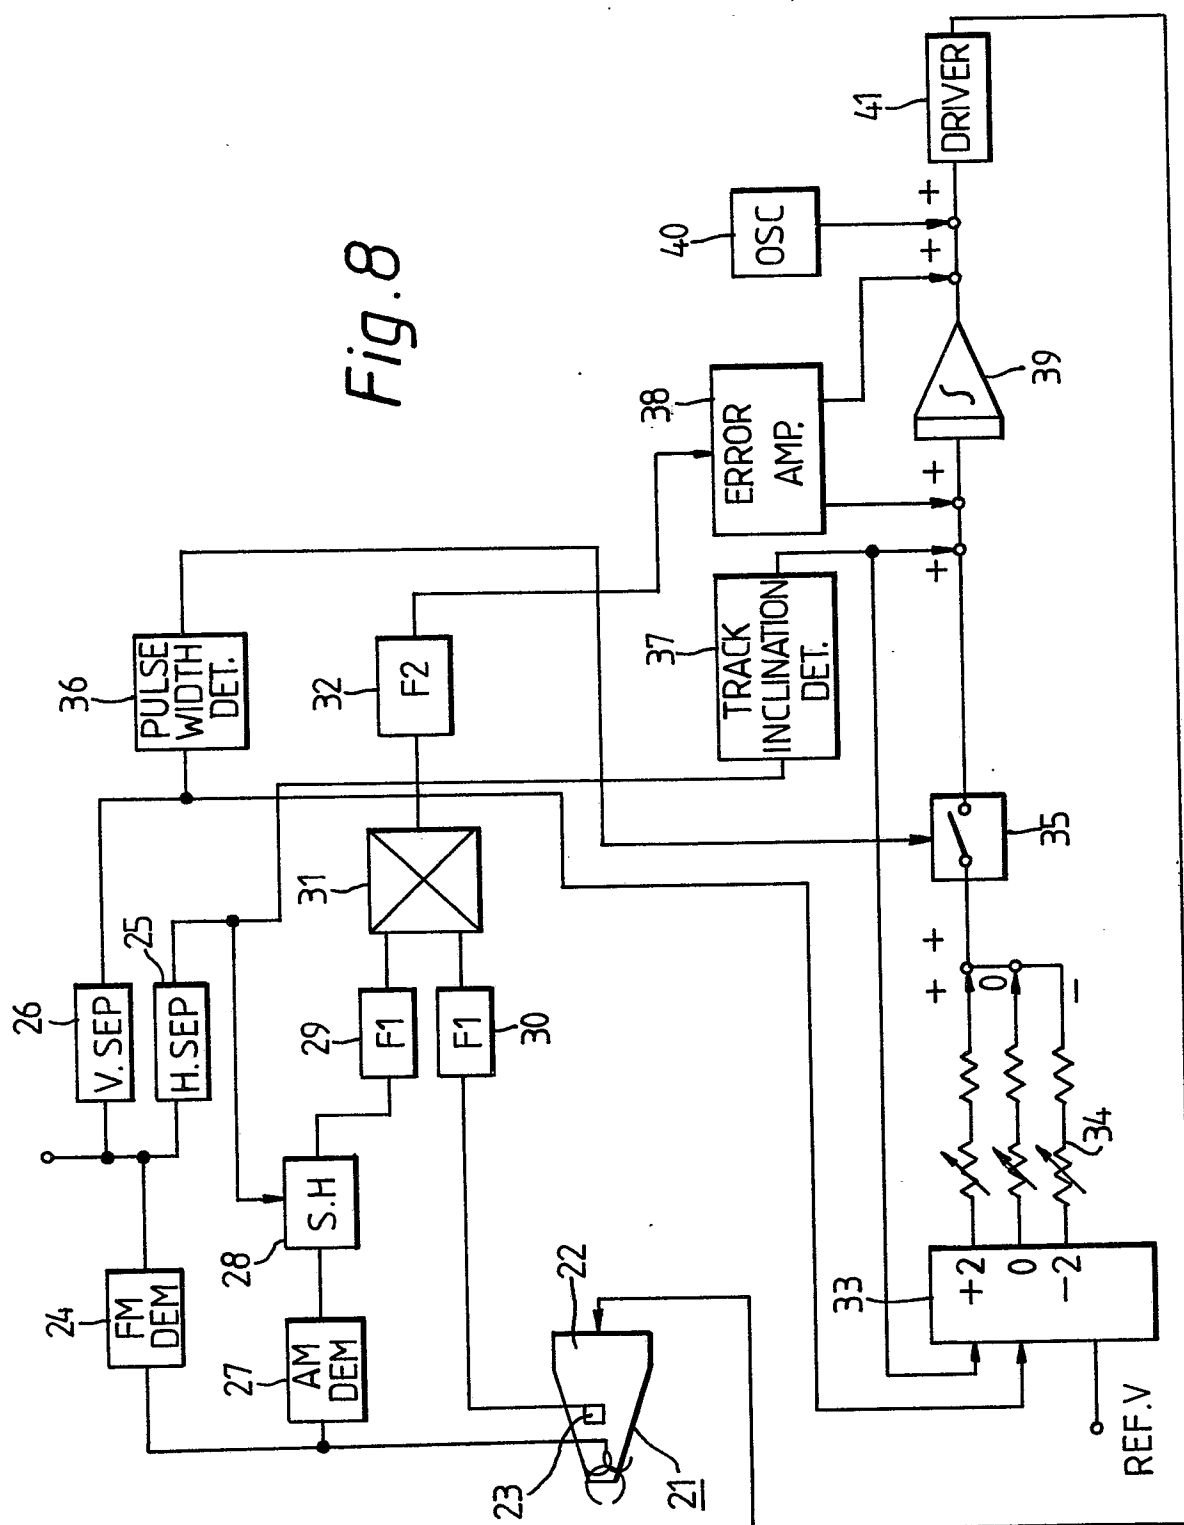 Fig. 8
26
V. SEP
25
H. SEP
36
PULSE
WIDTH
DET.
24
FM
DEM
27
AM
DEM
28
S.H
29
F1
F1
30
31
32
F2
22
23
21
37
TRACK
INCLINATION
DET.
38
ERROR
AMP.
40
OSC
41
DRIVER
33
+2
0
-2
REF.V
34
+
0
-
+
35
+
+
39
+
+